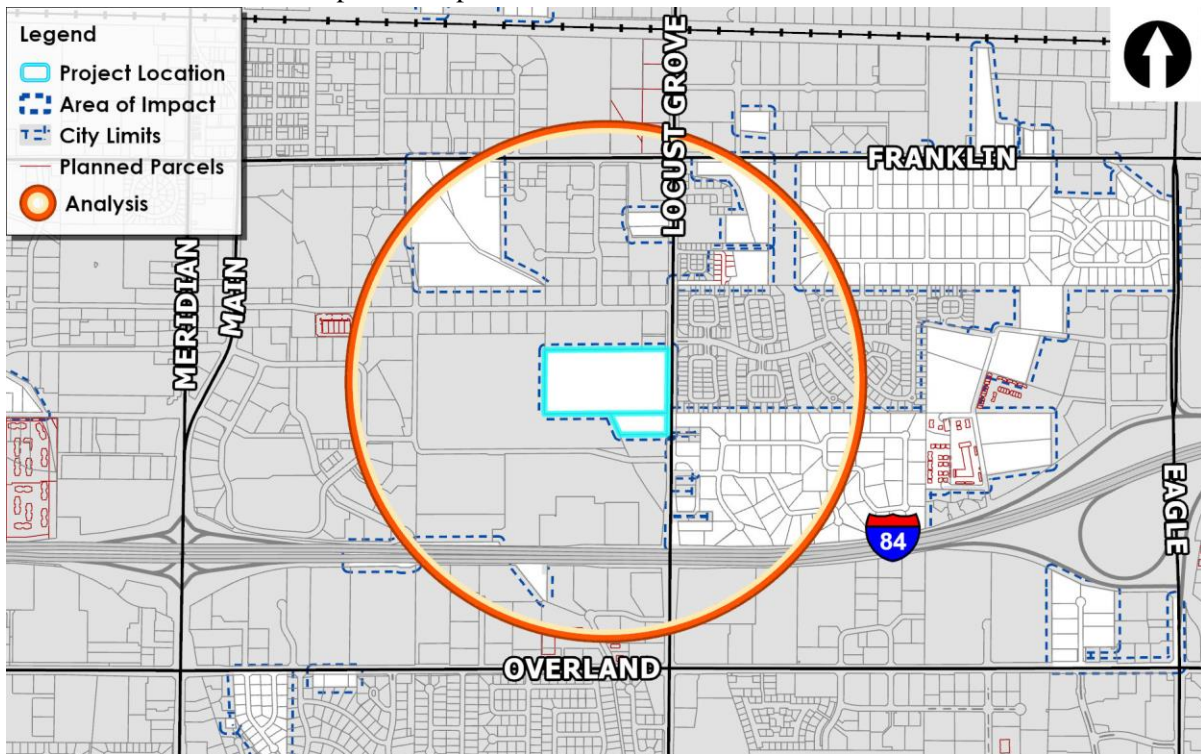 Legend
Project Location
Area of Impact
City Limits
Planned Parcels
Analysis
LOCUST GROVE
FRANKLIN
MERIDIAN
MAIN
EAGLE
84
OVERLAND